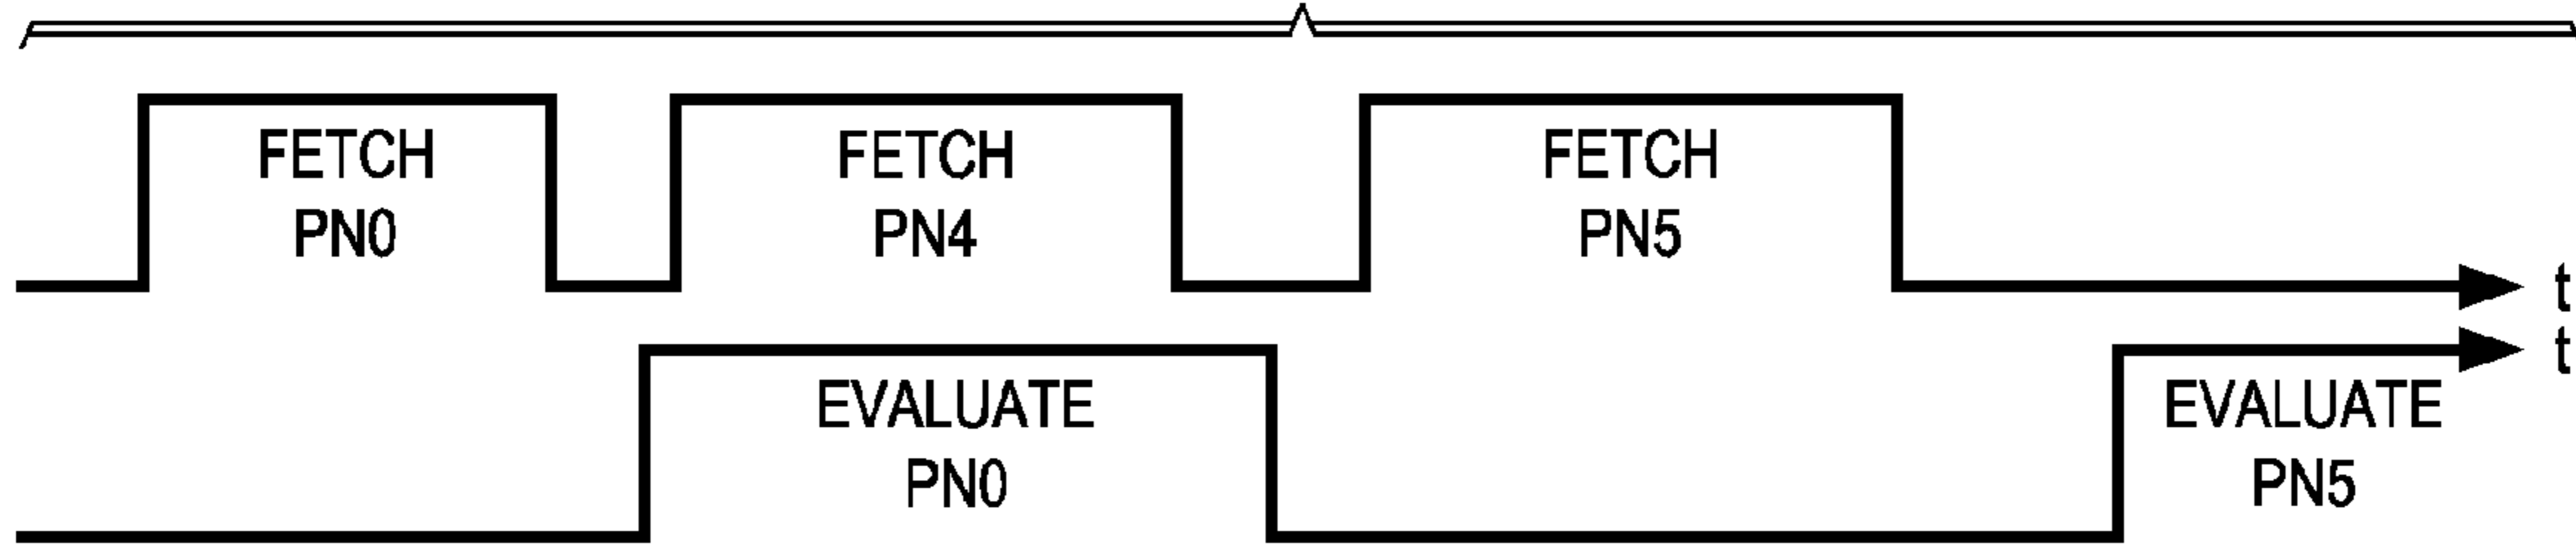 FETCH
PN0
FETCH
PN4
FETCH
PN5
t
t
EVALUATE
PN0
EVALUATE
PN5